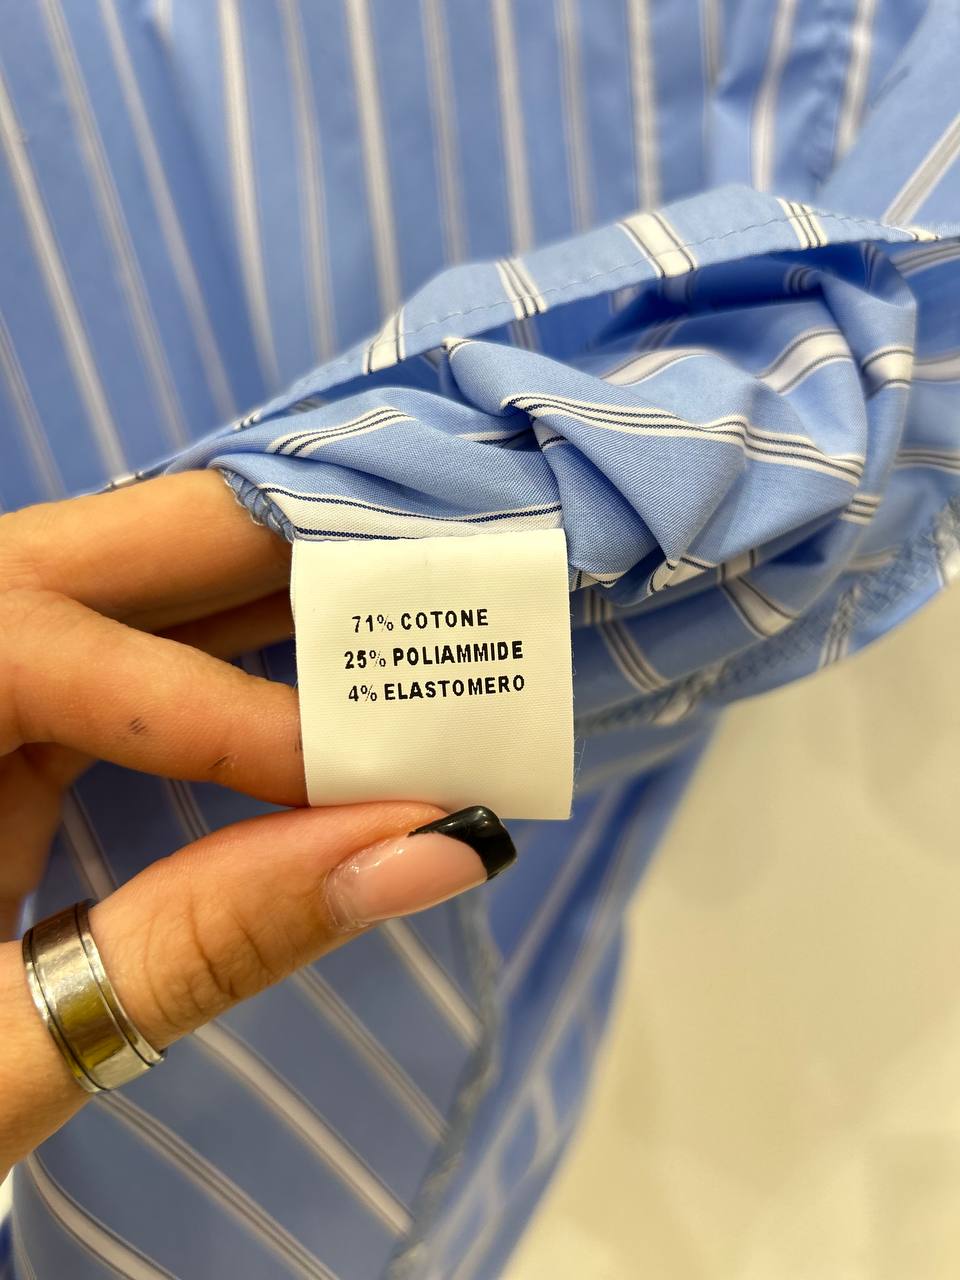 71% COTONE
25% POLIAMMIDE
4% ELASTOMERO